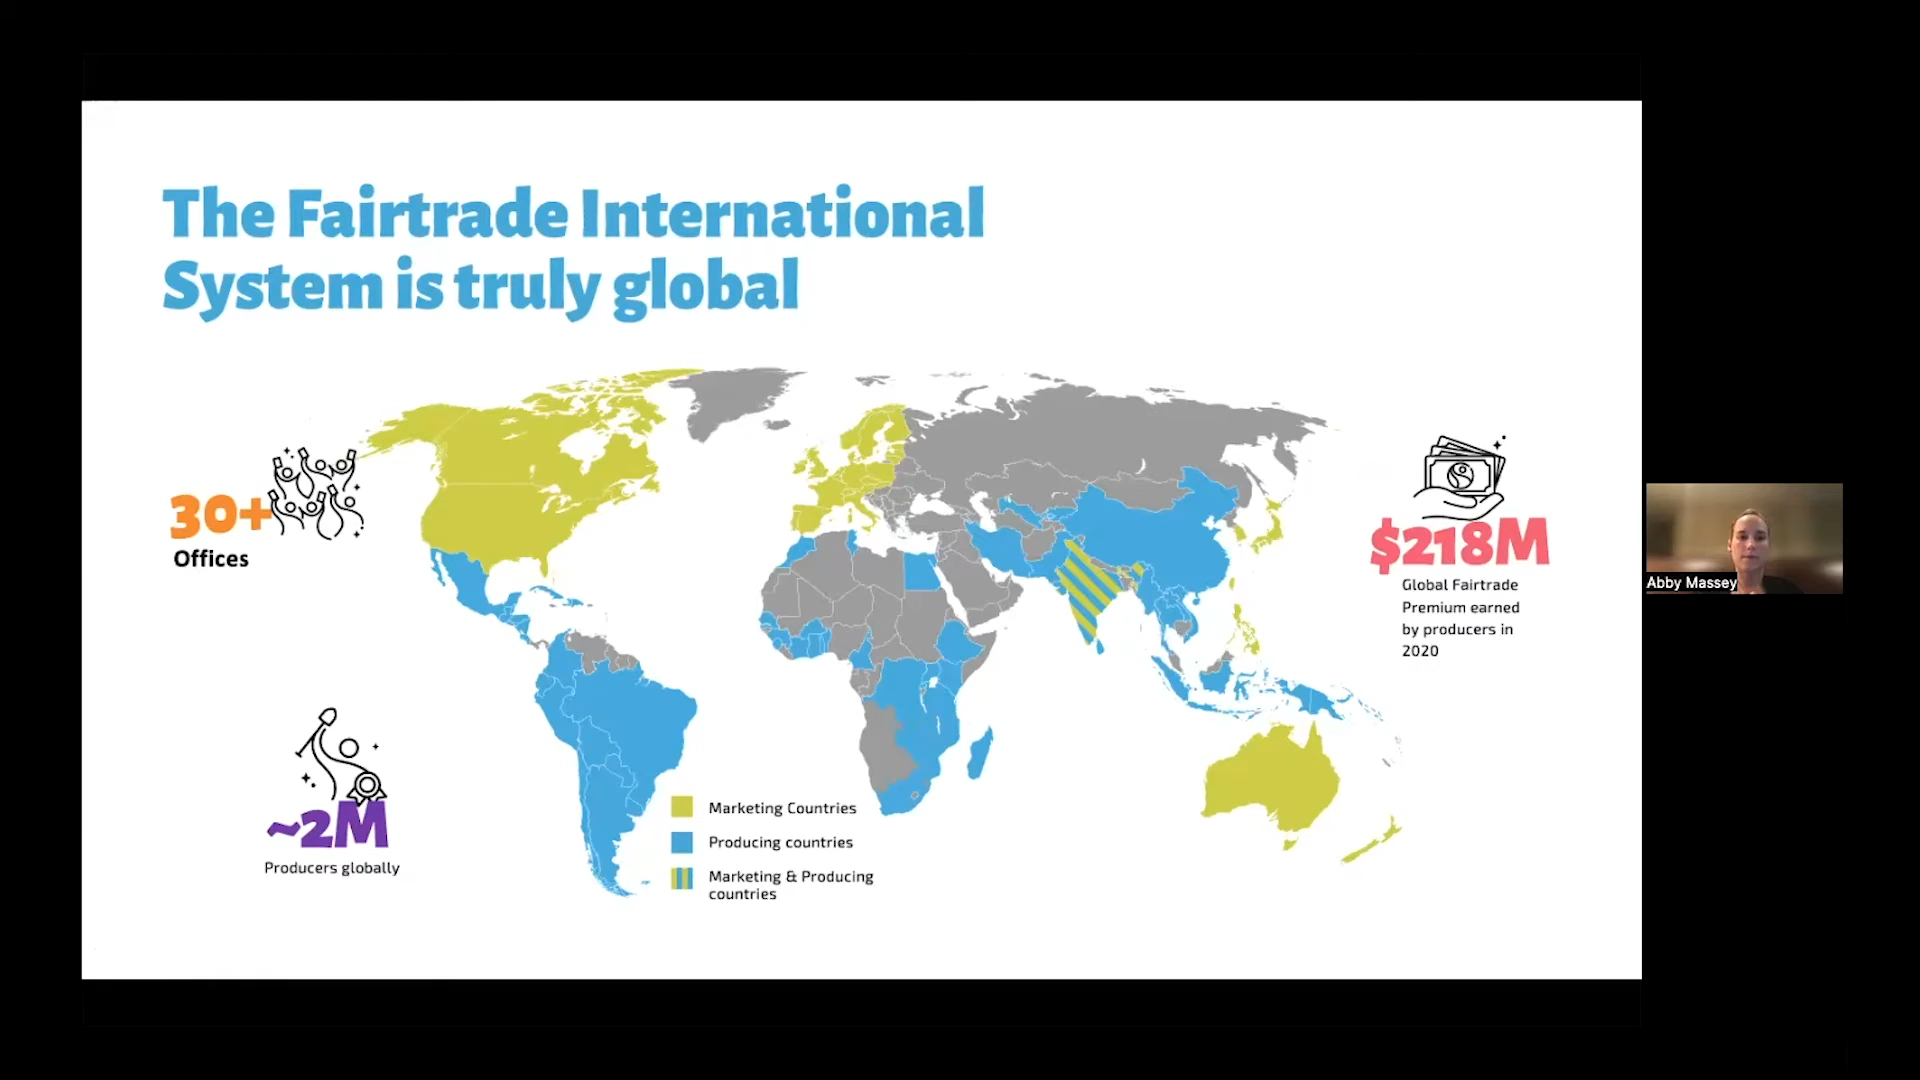 The Fairtrade International
System is truly global
30+
Offices
$218M
Global Fairtrade
Premium earned
by producers in
2020
Abby Massey
~2M
Producers globally
Marketing Countries
Producing countries
Marketing & Producing
countries